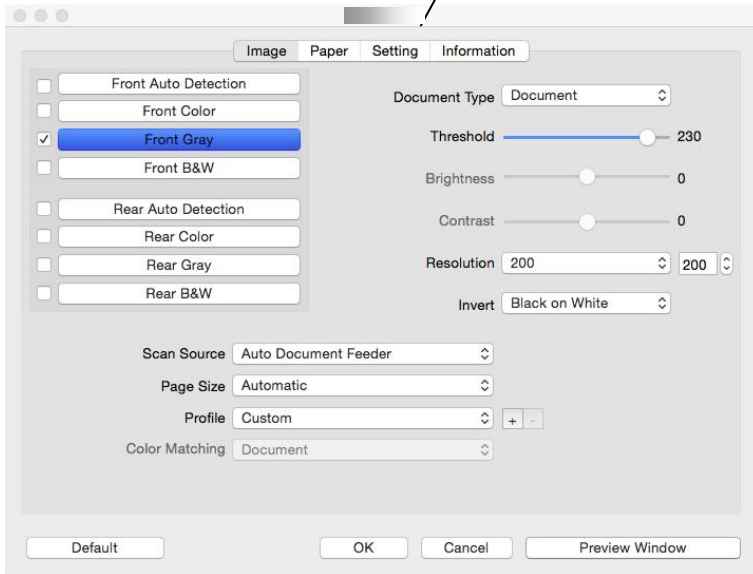 Image Paper Setting Information
Front Auto Detection
Front Color
Front Gray
Front B&W
Rear Auto Detection
Rear Color
Rear Gray
Rear B&W
Document Type Document
Threshold 230
Brightness 0
Contrast 0
Resolution 200 200
Invert Black on White
Scan Source Auto Document Feeder
Page Size Automatic
Profile Custom + -
Color Matching Document
Default OK Cancel Preview Window